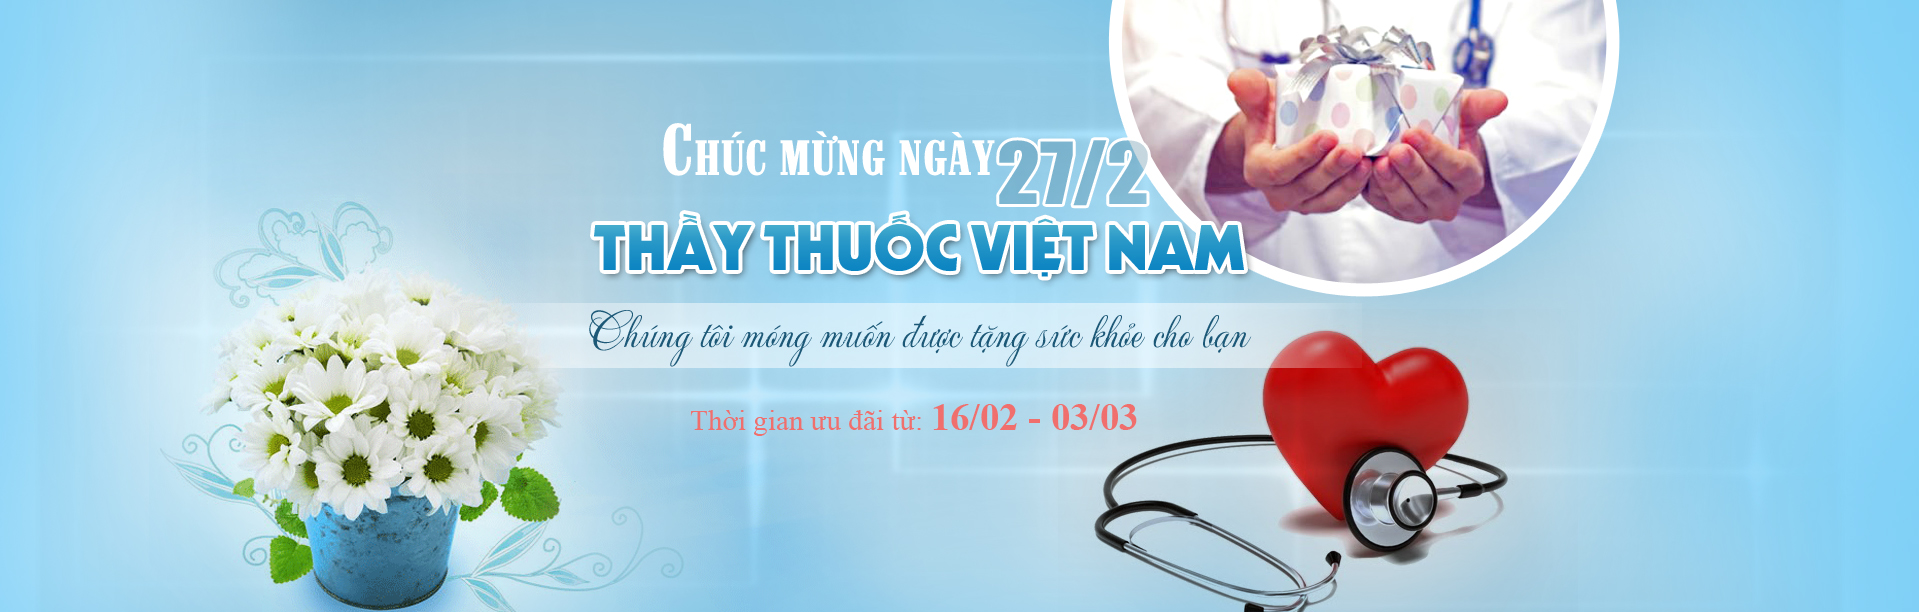 Chúc mừng ngày 27/2
THẦY THUỐC VIỆT NAM
Chúng tôi móng muốn được tặng sức khỏe cho bạn
Thời gian ưu đãi từ: 16/02 - 03/03